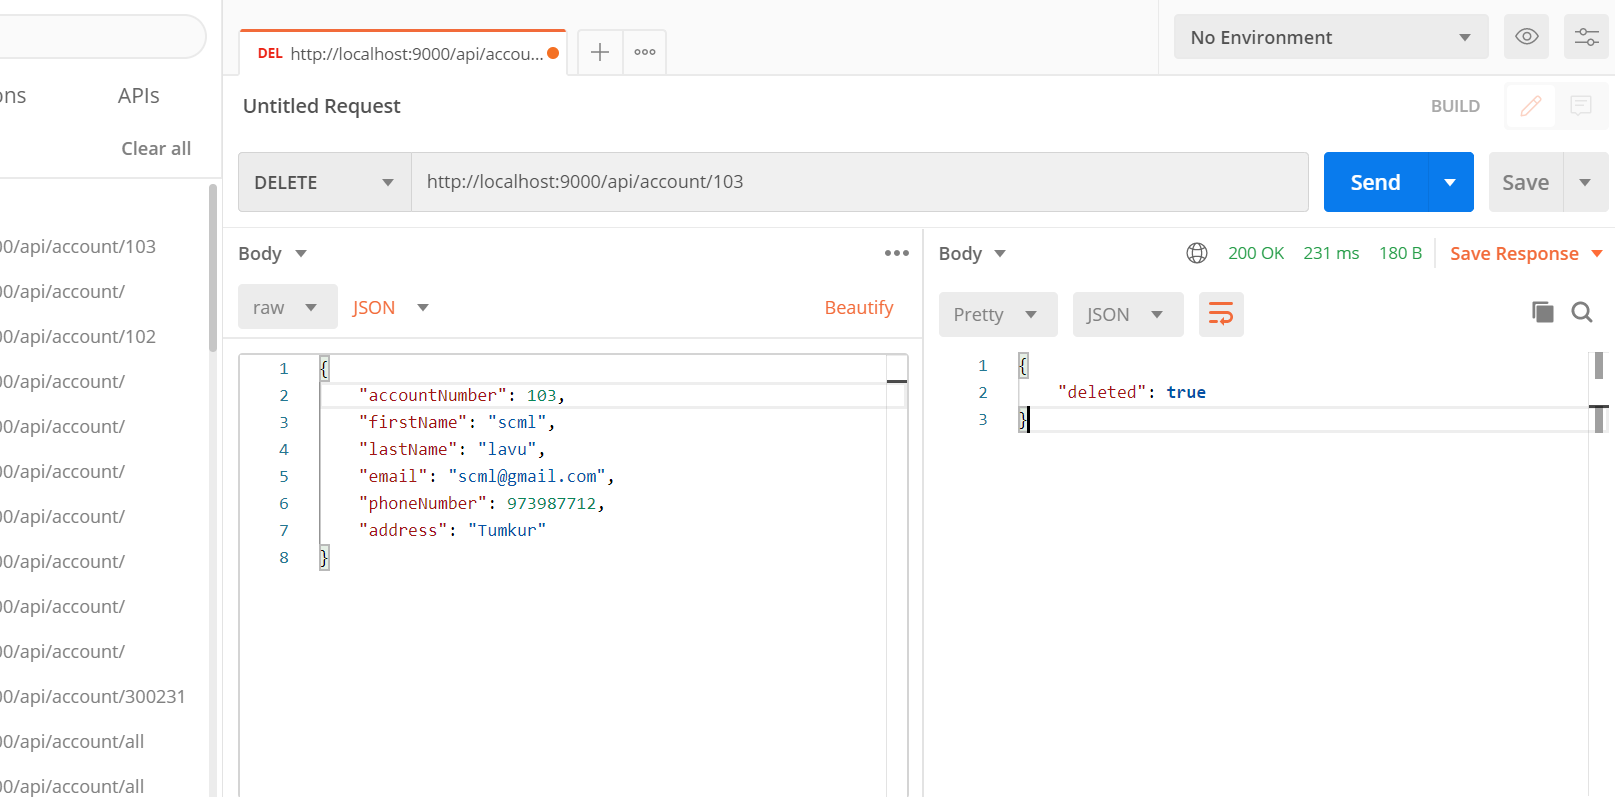 DEL http://localhost:9000/api/accou...
No Environment
ons
APIs
Clear all
Untitled Request
BUILD
DELETE
http://localhost:9000/api/account/103
Send
Save
00/api/account/103
00/api/account/
00/api/account/102
00/api/account/
00/api/account/
00/api/account/
00/api/account/
00/api/account/
00/api/account/
00/api/account/
00/api/account/300231
00/api/account/all
00/api/account/all
Body
raw
JSON
Beautify
1 {
2 "accountNumber": 103,
3 "firstName": "scml",
4 "lastName": "lavu",
5 "email": "scml@gmail.com",
6 "phoneNumber": 973987712,
7 "address": "Tumkur"
8 }
Body
200 OK 231 ms 180 B
Save Response
Pretty
JSON
1 {
2 "deleted": true
3 }